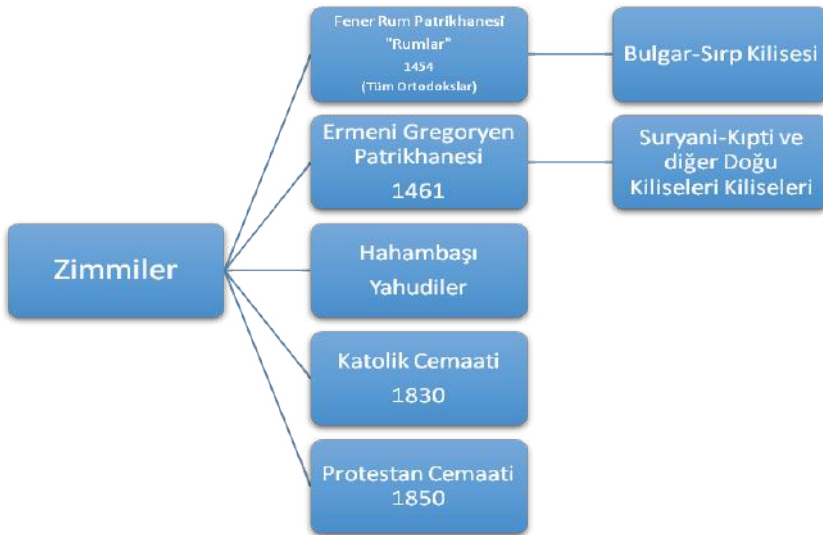 Zimmiler
Fener Rum Patrikhanesi
"Rumlar"
1454
(Tüm Ortodokslar)
Bulgar-Sırp Kilisesi
Ermeni Gregoryen
Patrikhanesi
1461
Suryani-Kıpti ve
diğer Doğu
Kiliseleri Kiliseleri
Hahambaşı
Yahudiler
Katolik Cemaati
1830
Protestan Cemaati
1850